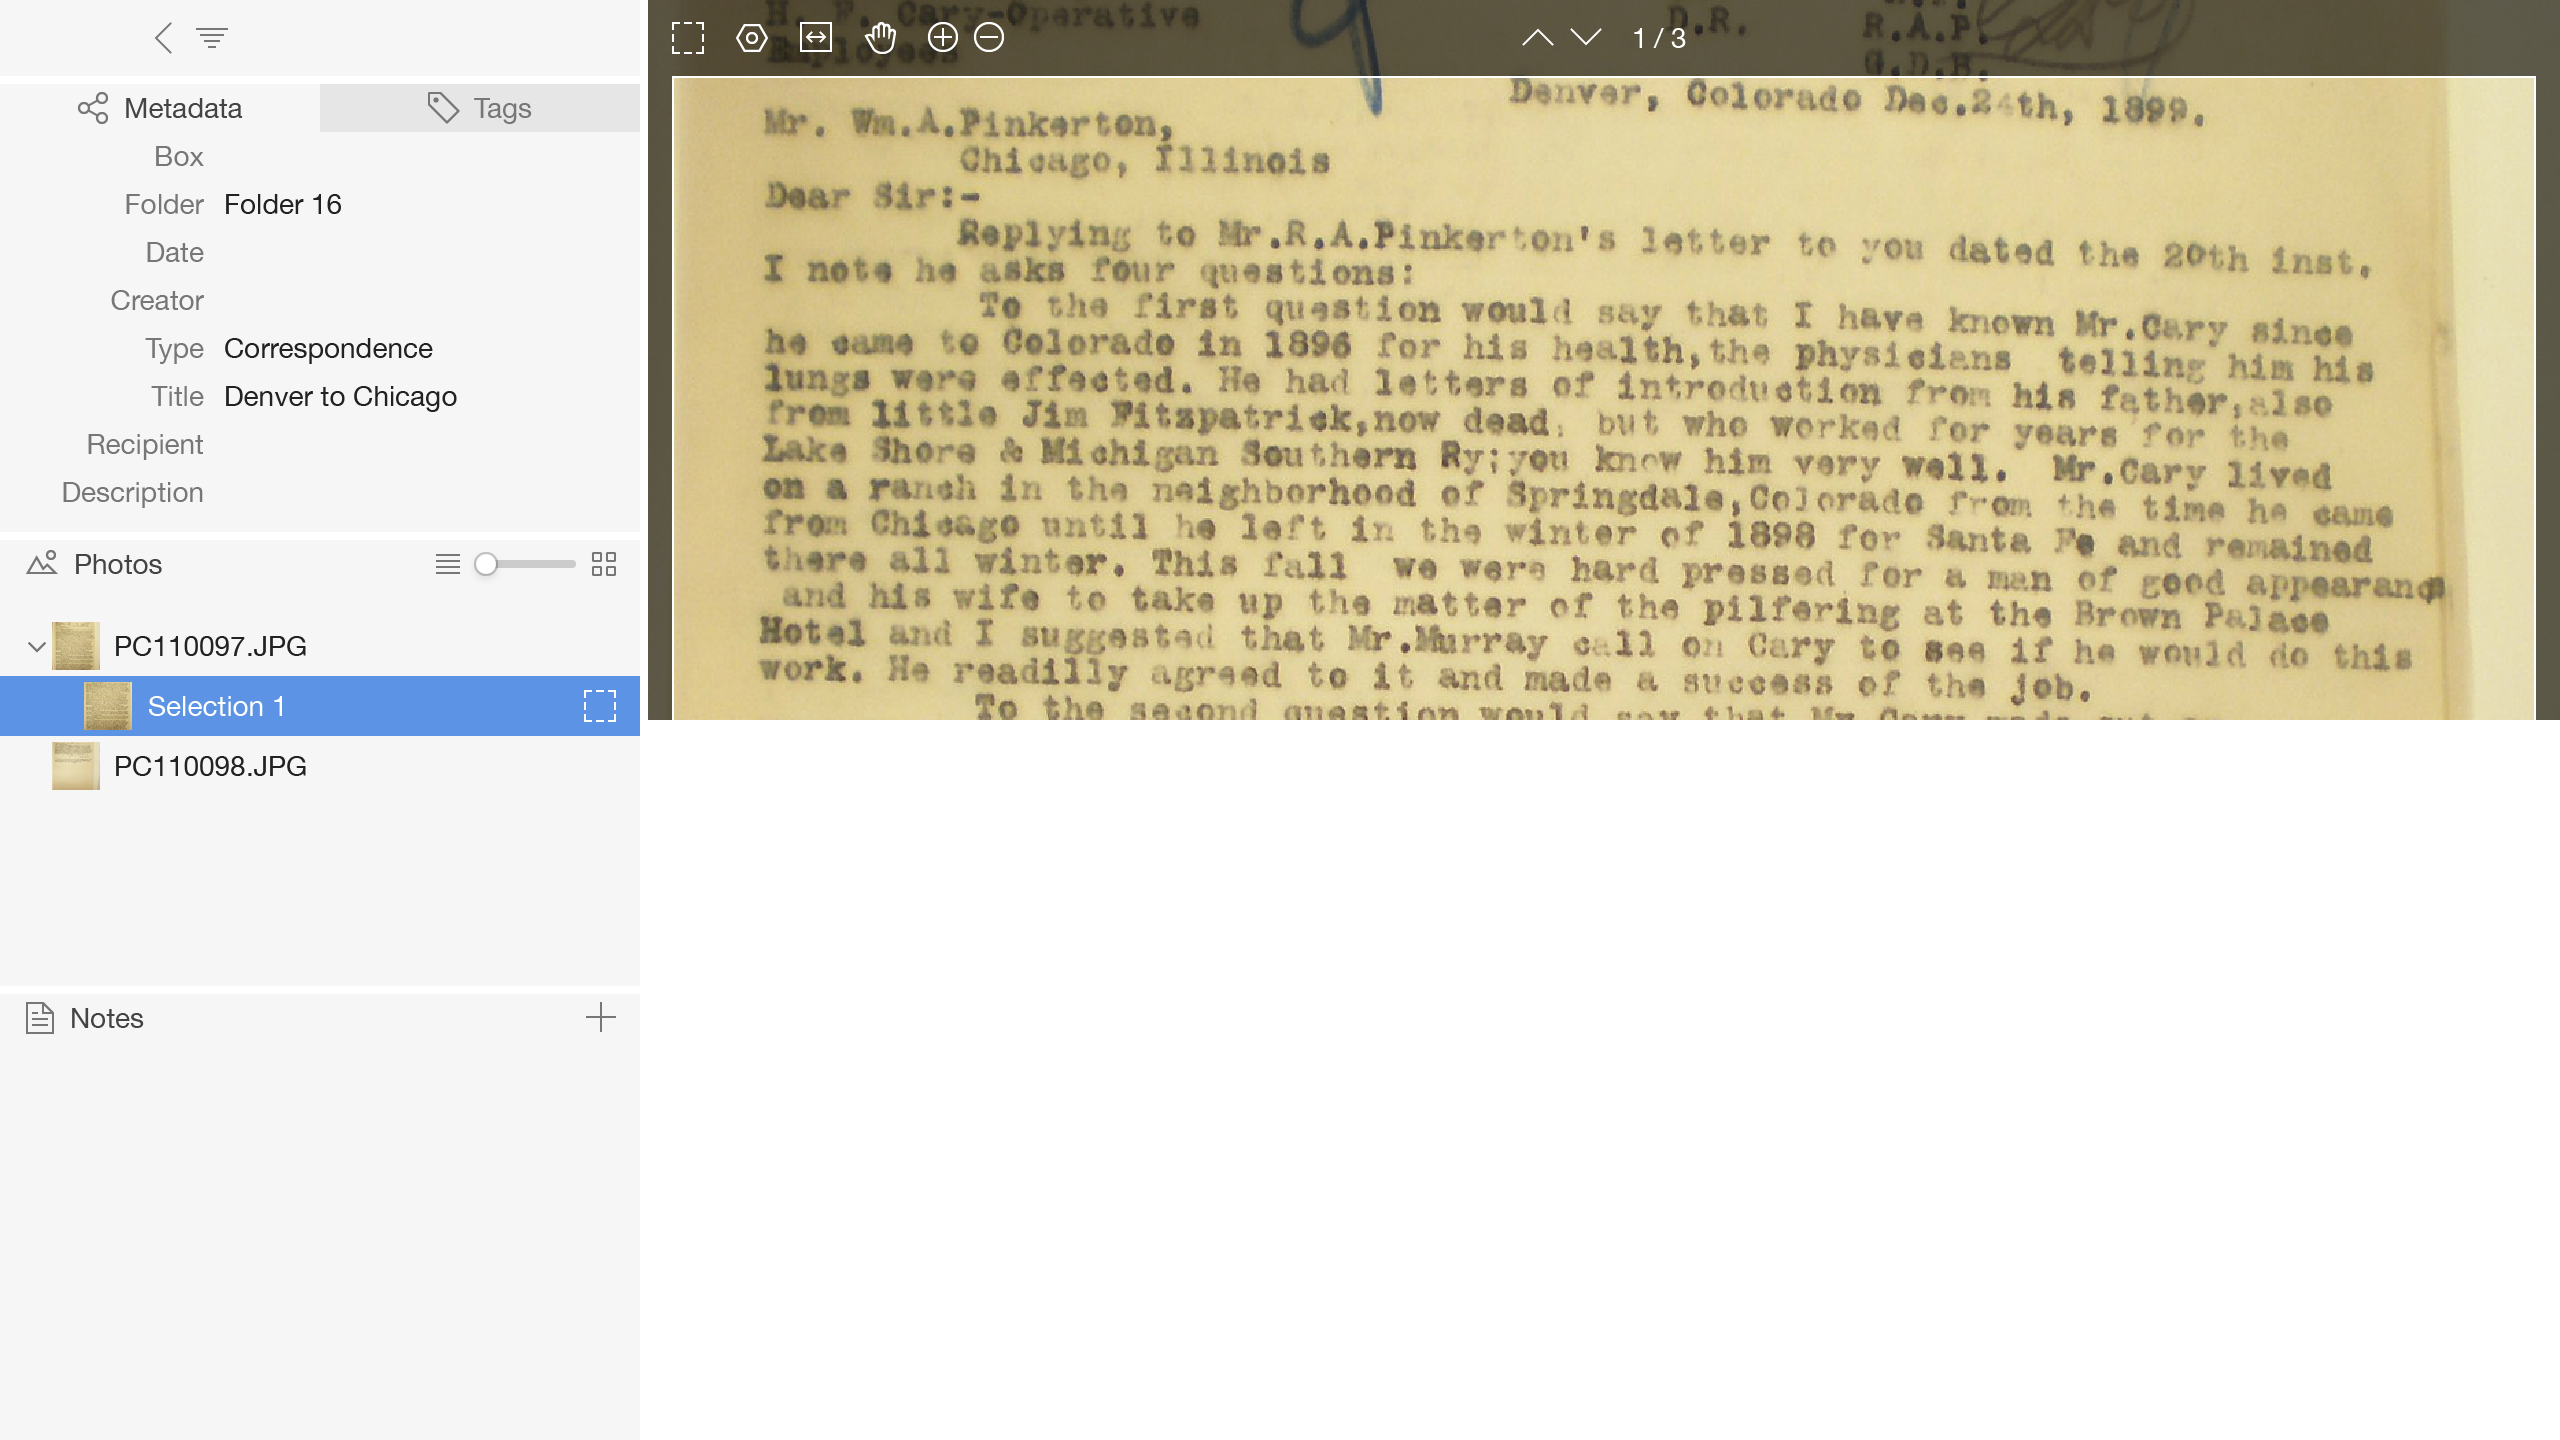 Metadata
Tags
Box
Folder Folder 16
Date
Creator
Type Correspondence
Title Denver to Chicago
Recipient
Description
Photos
PC110097.JPG
Selection 1
PC110098.JPG
Notes
1 / 3
H. F. Cary-Operative
Employees
D.R.
R.A.P.
G.D.B.
Denver, Colorado Dec.24th, 1899.
Mr. Wm.A.Pinkerton,
Chicago, Illinois
Dear Sir:-
Replying to Mr.R.A.Pinkerton's letter to you dated the 20th inst.
I note he asks four questions:
To the first question would say that I have known Mr.Cary since
he came to Colorado in 1896 for his health,the physicians telling him his
lungs were effected. He had letters of introduction from his father,also
from little Jim Fitzpatrick,now dead, but who worked for years for the
Lake Shore & Michigan Southern Ry;you know him very well. Mr.Cary lived
on a ranch in the neighborhood of Springdale,Colorado from the time he came
from Chicago until he left in the winter of 1898 for Santa Fe and remained
there all winter. This fall we were hard pressed for a man of good appearance
and his wife to take up the matter of the pilfering at the Brown Palace
Hotel and I suggested that Mr.Murray call on Cary to see if he would do this
work. He readilly agreed to it and made a success of the job.
To the second question would say that Mr Cary made out